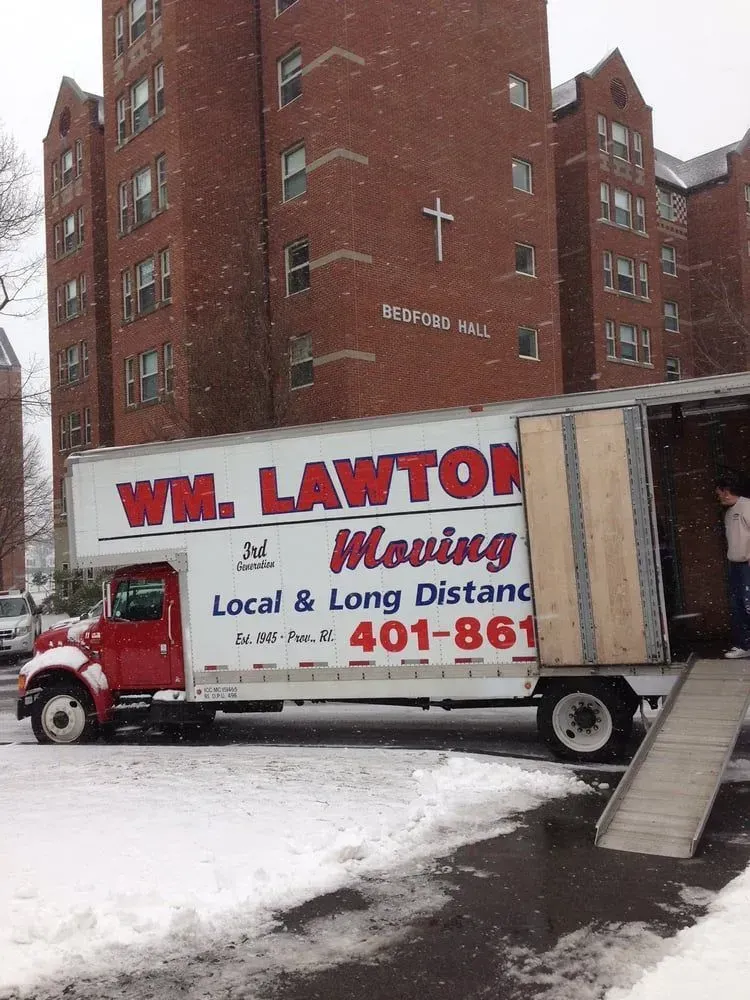 BEDFORD HALL
WM. LAWTON
3rd
Generation
Moving
Local & Long Distanc
Est. 1945 · Prov., RI.
401-861